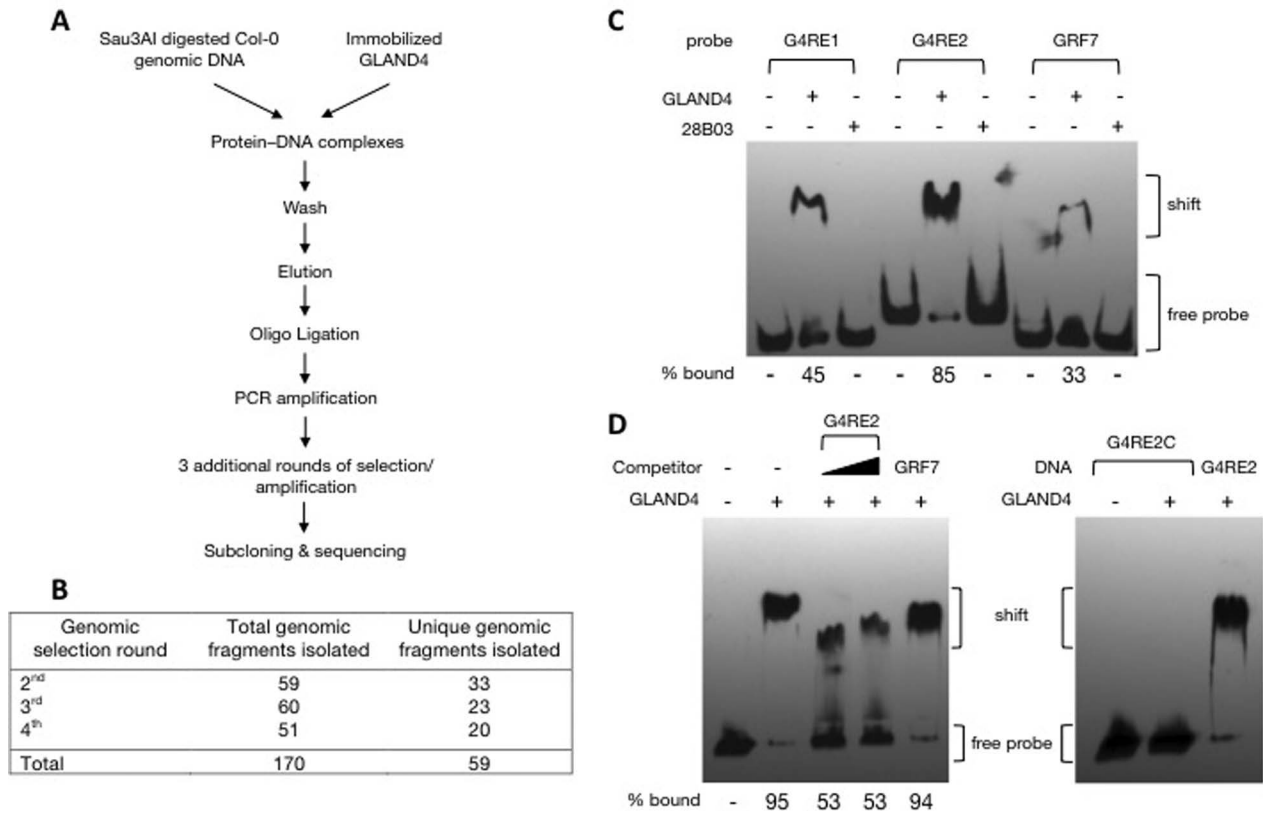 A
Sau3AI digested Col-0
genomic DNA
Immobilized
GLAND4
Protein–DNA complexes
Wash
Elution
Oligo Ligation
PCR amplification
3 additional rounds of selection/
amplification
Subcloning & sequencing
B
Genomic
selection round
Total genomic
fragments isolated
Unique genomic
fragments isolated
2nd 59 33
3rd 60 23
4th 51 20
Total 170 59
C
probe G4RE1 G4RE2 GRF7
GLAND4 - + - - + - - + -
28B03 - - + - - + - - +
shift
free probe
% bound - 45 - - 85 - - 33 -
D
G4RE2
Competitor - - GRF7
GLAND4 - + + + +
shift
free probe
% bound - 95 53 53 94
G4RE2C
DNA G4RE2
GLAND4 - + +